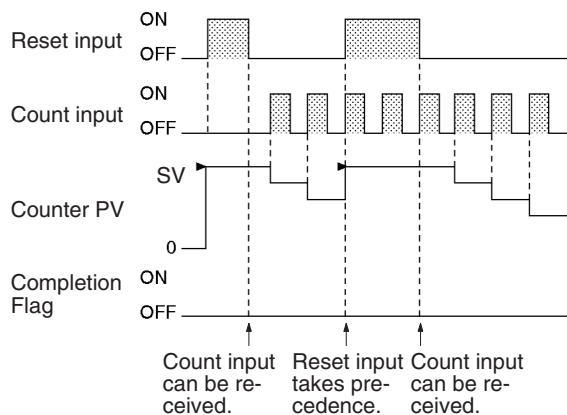 ON
Reset input
OFF
ON
Count input
OFF
SV
Counter PV
0
Completion
Flag
ON
OFF
Count input
can be re-
ceived.
Reset input
takes pre-
cedence.
Count input
can be re-
ceived.